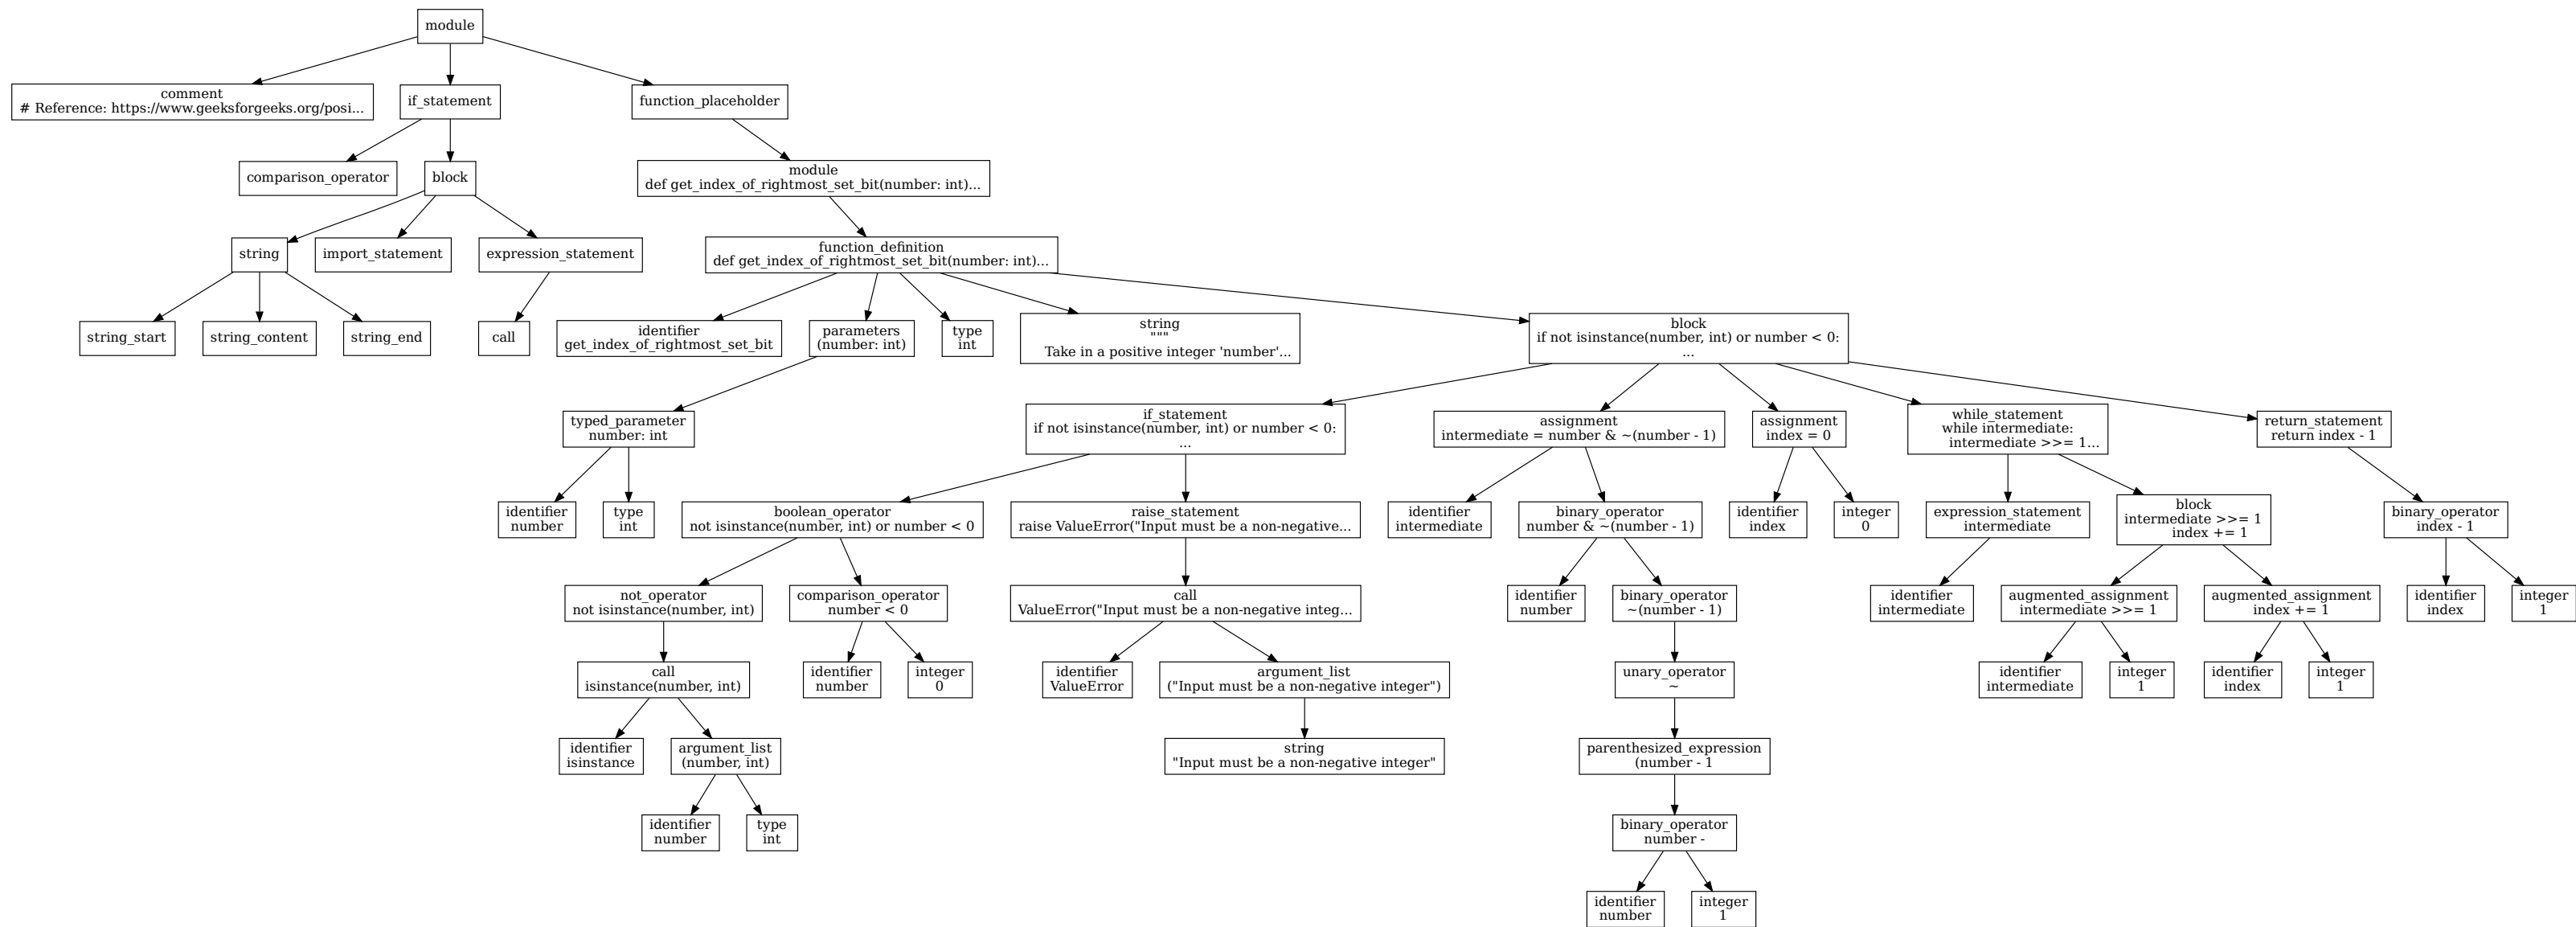 module
comment
# Reference: https://www.geeksforgeeks.org/posi...
if_statement
function_placeholder
comparison_operator
block
module
def get_index_of_rightmost_set_bit(number: int)...
string
import_statement
expression_statement
function_definition
def get_index_of_rightmost_set_bit(number: int)...
string_start
string_content
string_end
call
identifier
get_index_of_rightmost_set_bit
parameters
(number: int)
type
int
string
"""
Take in a positive integer 'number'...
block
if not isinstance(number, int) or number < 0:
...
typed_parameter
number: int
if_statement
if not isinstance(number, int) or number < 0:
...
assignment
intermediate = number & ~(number - 1)
assignment
index = 0
while_statement
while intermediate:
intermediate >>= 1...
return_statement
return index - 1
identifier
number
type
int
boolean_operator
not isinstance(number, int) or number < 0
raise_statement
raise ValueError("Input must be a non-negative...
identifier
intermediate
binary_operator
number & ~(number - 1)
identifier
index
integer
0
expression_statement
intermediate
block
intermediate >>= 1
index += 1
binary_operator
index - 1
not_operator
not isinstance(number, int)
comparison_operator
number < 0
call
ValueError("Input must be a non-negative integ...
identifier
number
binary_operator
~(number - 1)
identifier
intermediate
augmented_assignment
intermediate >>= 1
augmented_assignment
index += 1
identifier
index
integer
1
call
isinstance(number, int)
identifier
number
integer
0
identifier
ValueError
argument_list
("Input must be a non-negative integer")
unary_operator
~
identifier
intermediate
integer
1
identifier
index
integer
1
identifier
isinstance
argument_list
(number, int)
string
"Input must be a non-negative integer"
parenthesized_expression
(number - 1
identifier
number
type
int
binary_operator
number -
identifier
number
integer
1